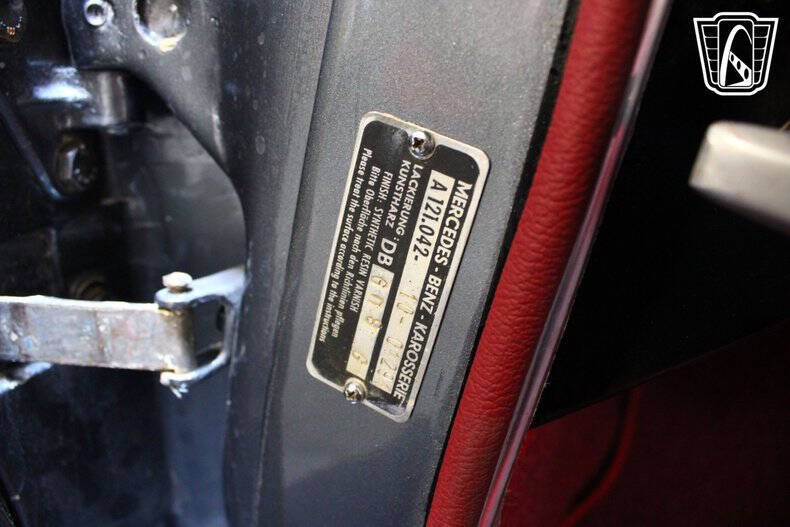 MERCEDES - BENZ - KAROSSERIE
A 121.042- 10-
LACKIERUNG:
KUNSTHARZ DB
FINISH: SYNTHETIC RESIN VARNISH
Bitte Oberfläche nach den Richtlinien pflegen
Please treat the surface according to the instructions